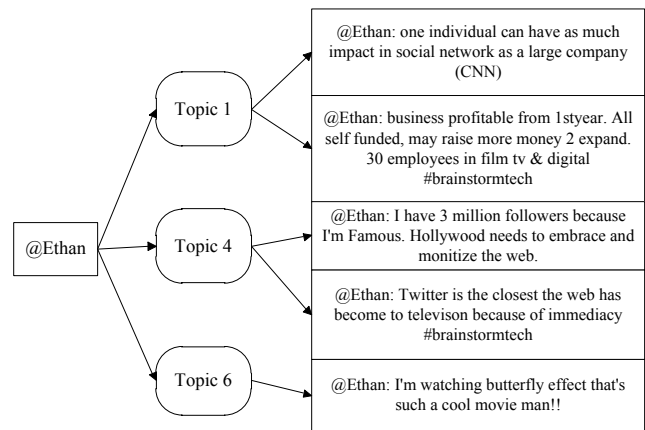 @Ethan
Topic 1
Topic 4
Topic 6
@Ethan: one individual can have as much
impact in social network as a large company
(CNN)
@Ethan: business profitable from 1styear. All
self funded, may raise more money 2 expand.
30 employees in film tv & digital
#brainstormtech
@Ethan: I have 3 million followers because
I'm Famous. Hollywood needs to embrace and
monitize the web.
@Ethan: Twitter is the closest the web has
become to televison because of immediacy
#brainstormtech
@Ethan: I'm watching butterfly effect that's
such a cool movie man!!